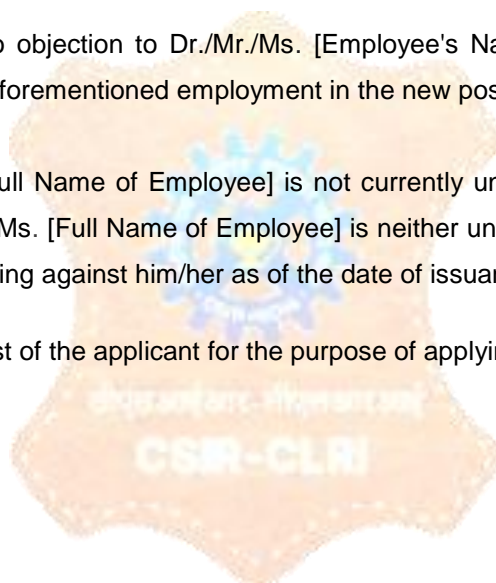 o objection to Dr./Mr./Ms. [Employee's Na
forementioned employment in the new pos
ull Name of Employee] is not currently un
Ms. [Full Name of Employee] is neither un
ing against him/her as of the date of issuar
st of the applicant for the purpose of applyir
CSIR-CLRI